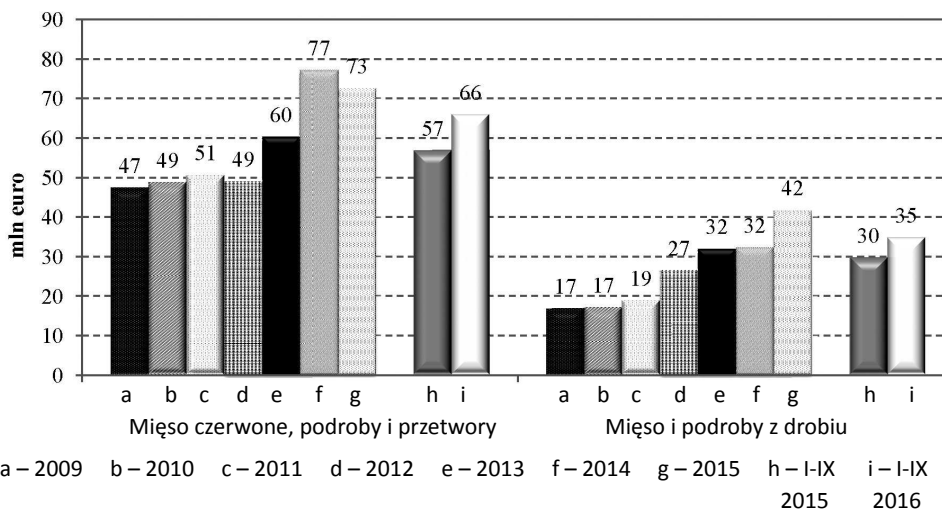 mln euro
90
80
70
60
50
40
30
20
10
0
47 49 51 49 60 77 73 57 66
17 17 19 27 32 32 42 30 35
a b c d e f g h i a b c d e f g h i
Mięso czerwone, podroby i przetwory Mięso i podroby z drobiu
a – 2009 b – 2010 c – 2011 d – 2012 e – 2013 f – 2014 g – 2015 h – I-IX i – I-IX
2015 2016